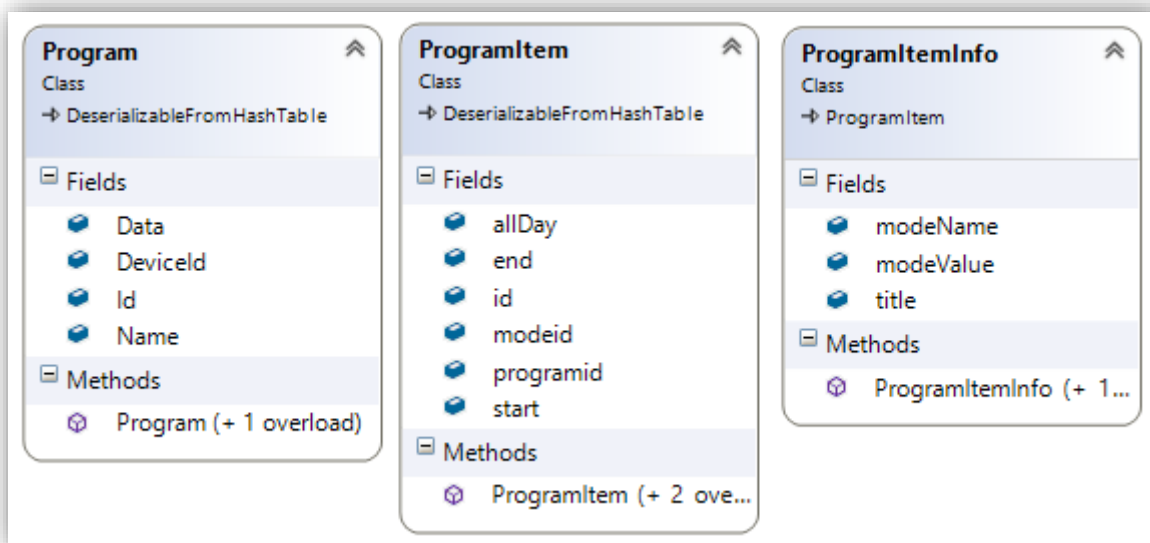 Program
Class
DeserializableFromHashTable
Fields
Data
DeviceId
Id
Name
Methods
Program (+ 1 overload)
ProgramItem
Class
DeserializableFromHashTable
Fields
allDay
end
id
modeid
programid
start
Methods
ProgramItem (+ 2 ove...
ProgramItemInfo
Class
ProgramItem
Fields
modeName
modeValue
title
Methods
ProgramItemInfo (+ 1...